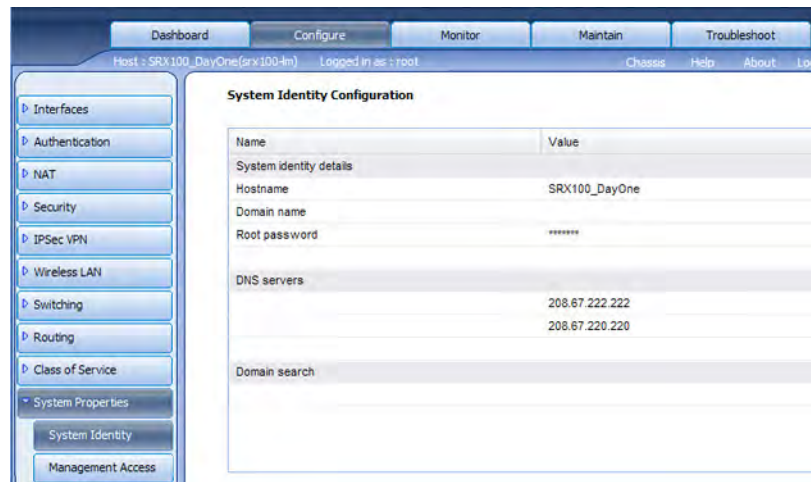 Dashboard Configure Monitor Maintain Troubleshoot
Host : SRX100_DayOne(srx100-lm) Logged in as : root Chassis Help About
Interfaces
Authentication
NAT
Security
IPSec VPN
Wireless LAN
Switching
Routing
Class of Service
System Properties
System Identity
Management Access
System Identity Configuration
Name Value
System identity details
Hostname SRX100_DayOne
Domain name
Root password *******
DNS servers
208.67.222.222
208.67.220.220
Domain search